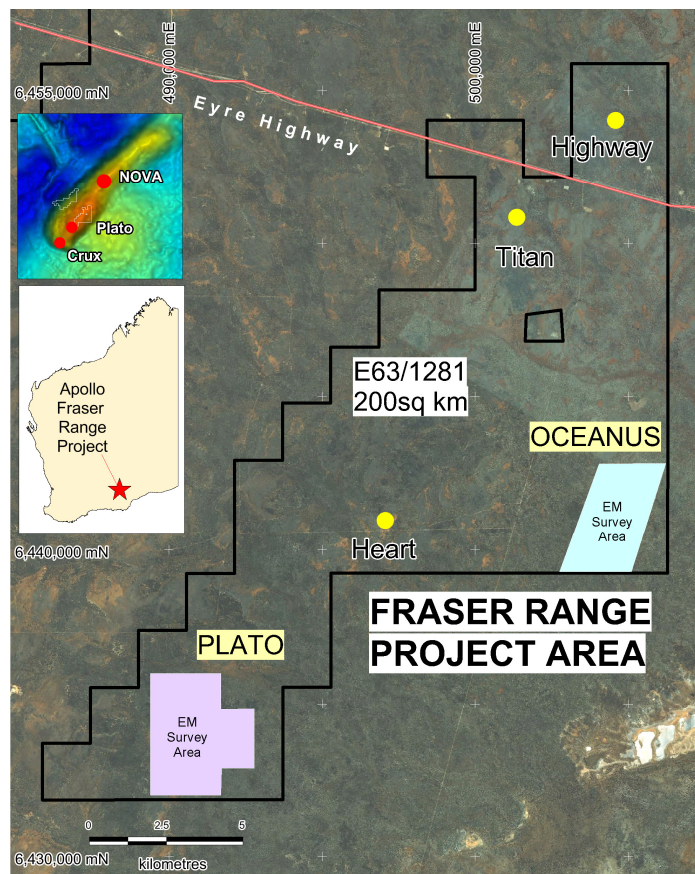 490,000 mE
500,000 mE
6,455,000 mN
Eyre Highway
Highway
NOVA
Plato
Crux
Titan
Apollo
Fraser
Range
Project
E63/1281
200sq km
OCEANUS
EM
Survey
Area
Heart
6,440,000 mN
FRASER RANGE
PROJECT AREA
PLATO
EM
Survey
Area
0 2.5 5
kilometres
6,430,000 mN